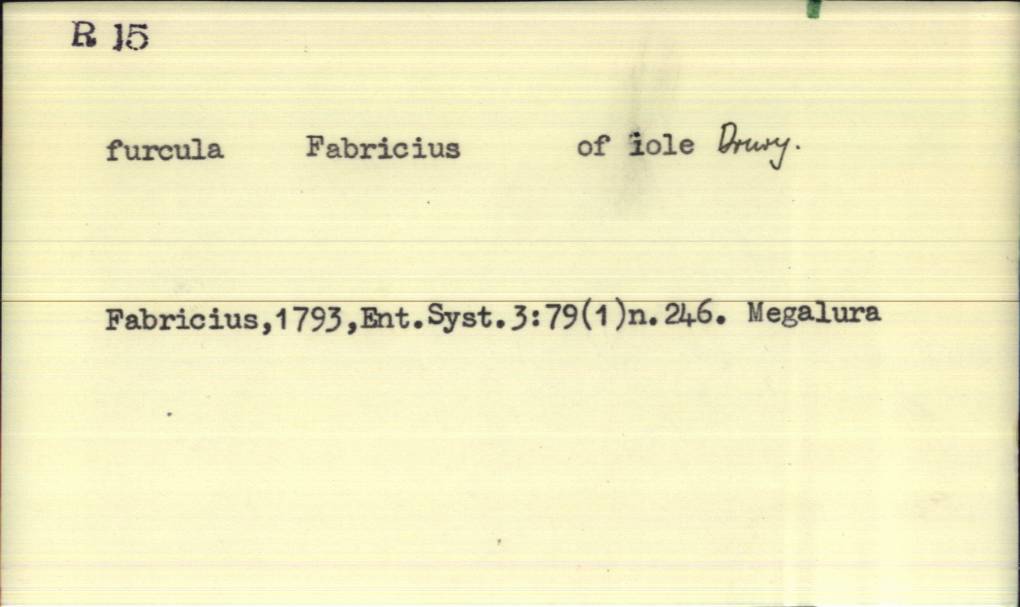 R 15
furcula Fabricius of iole Drury.
Fabricius,1793,Ent.Syst.3:79(1)n.246. Megalura